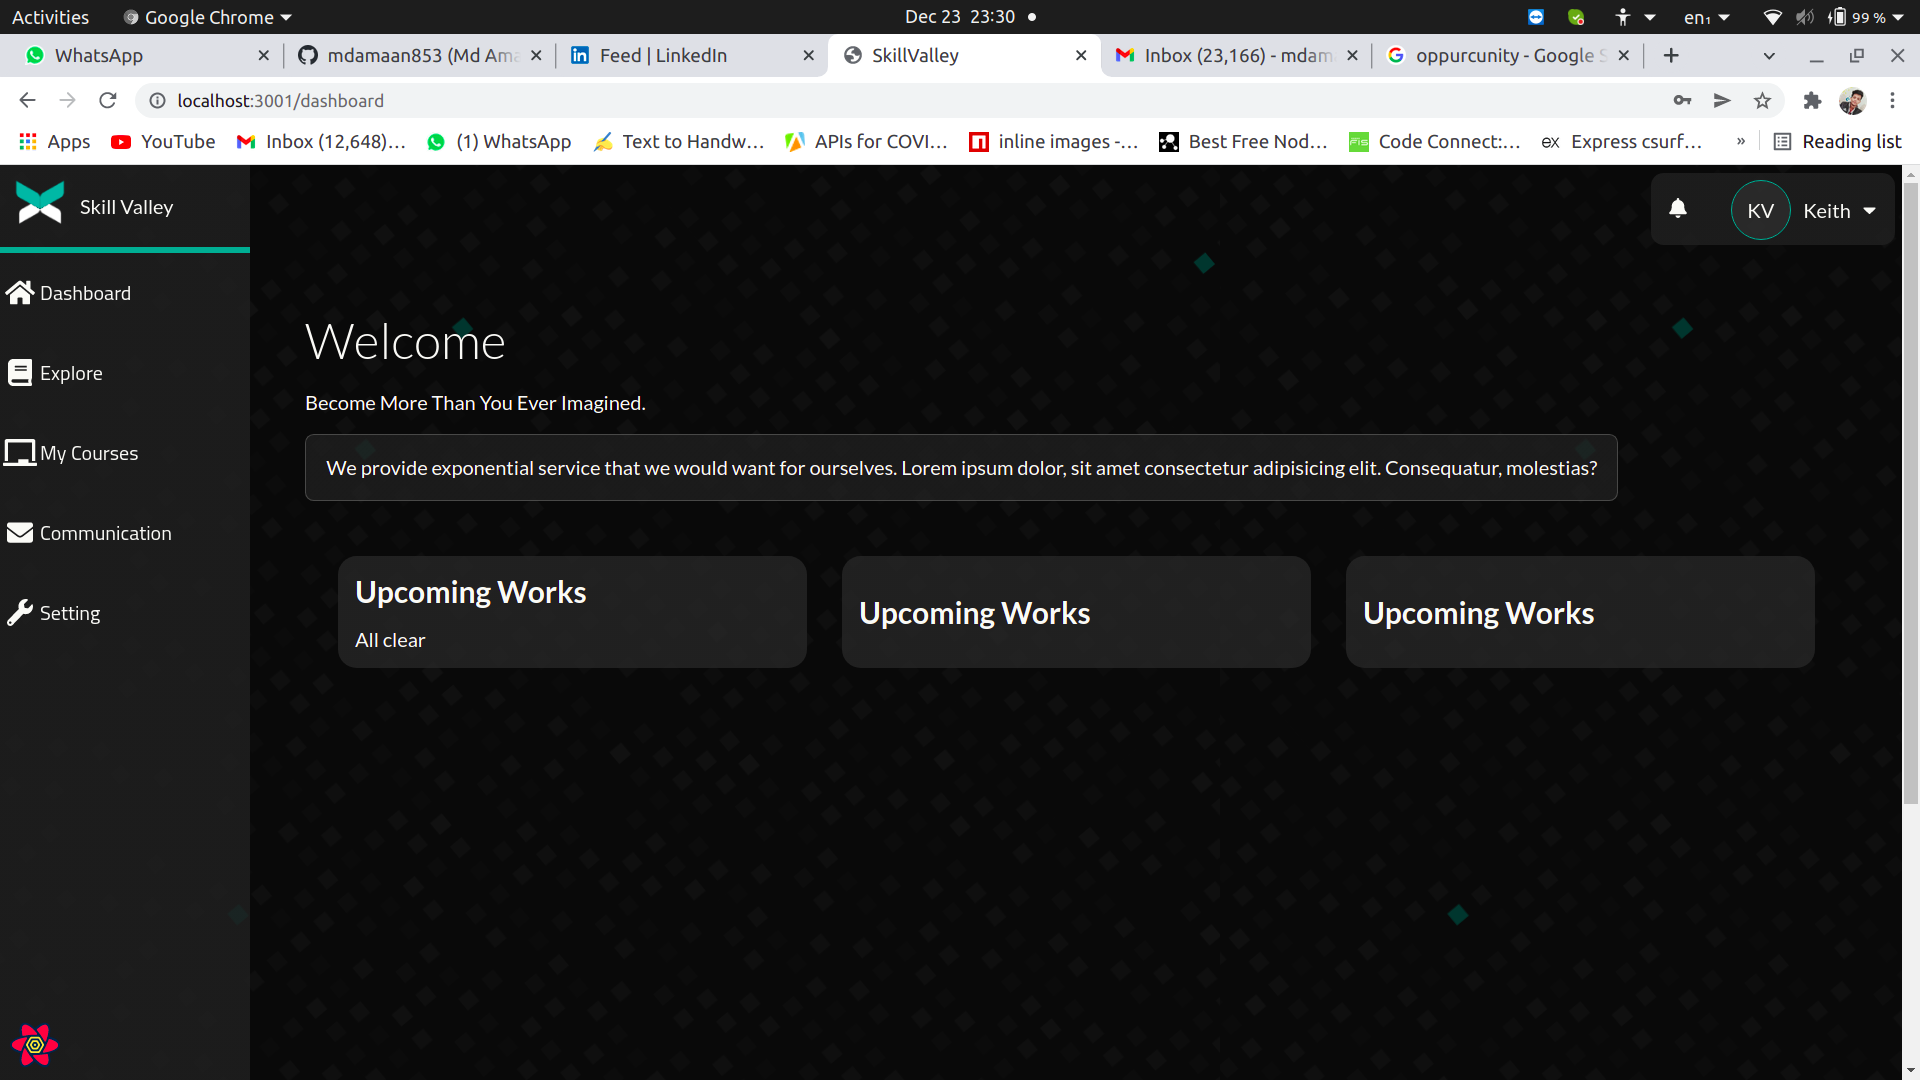 Activities Google Chrome Dec 23 23:30 en₁ 99 %
WhatsApp mdamaan853 (Md Ama Feed | LinkedIn SkillValley Inbox (23,166) - mdam oppurcunity - Google S
localhost:3001/dashboard
Apps YouTube Inbox (12,648)... (1) WhatsApp Text to Handw... APIs for COVI... inline images -... Best Free Nod... Fis Code Connect:... ex Express csurf... » Reading list
Skill Valley
KV Keith
Dashboard
Explore
My Courses
Communication
Setting
Welcome
Become More Than You Ever Imagined.
We provide exponential service that we would want for ourselves. Lorem ipsum dolor, sit amet consectetur adipisicing elit. Consequatur, molestias?
Upcoming Works
All clear
Upcoming Works
Upcoming Works